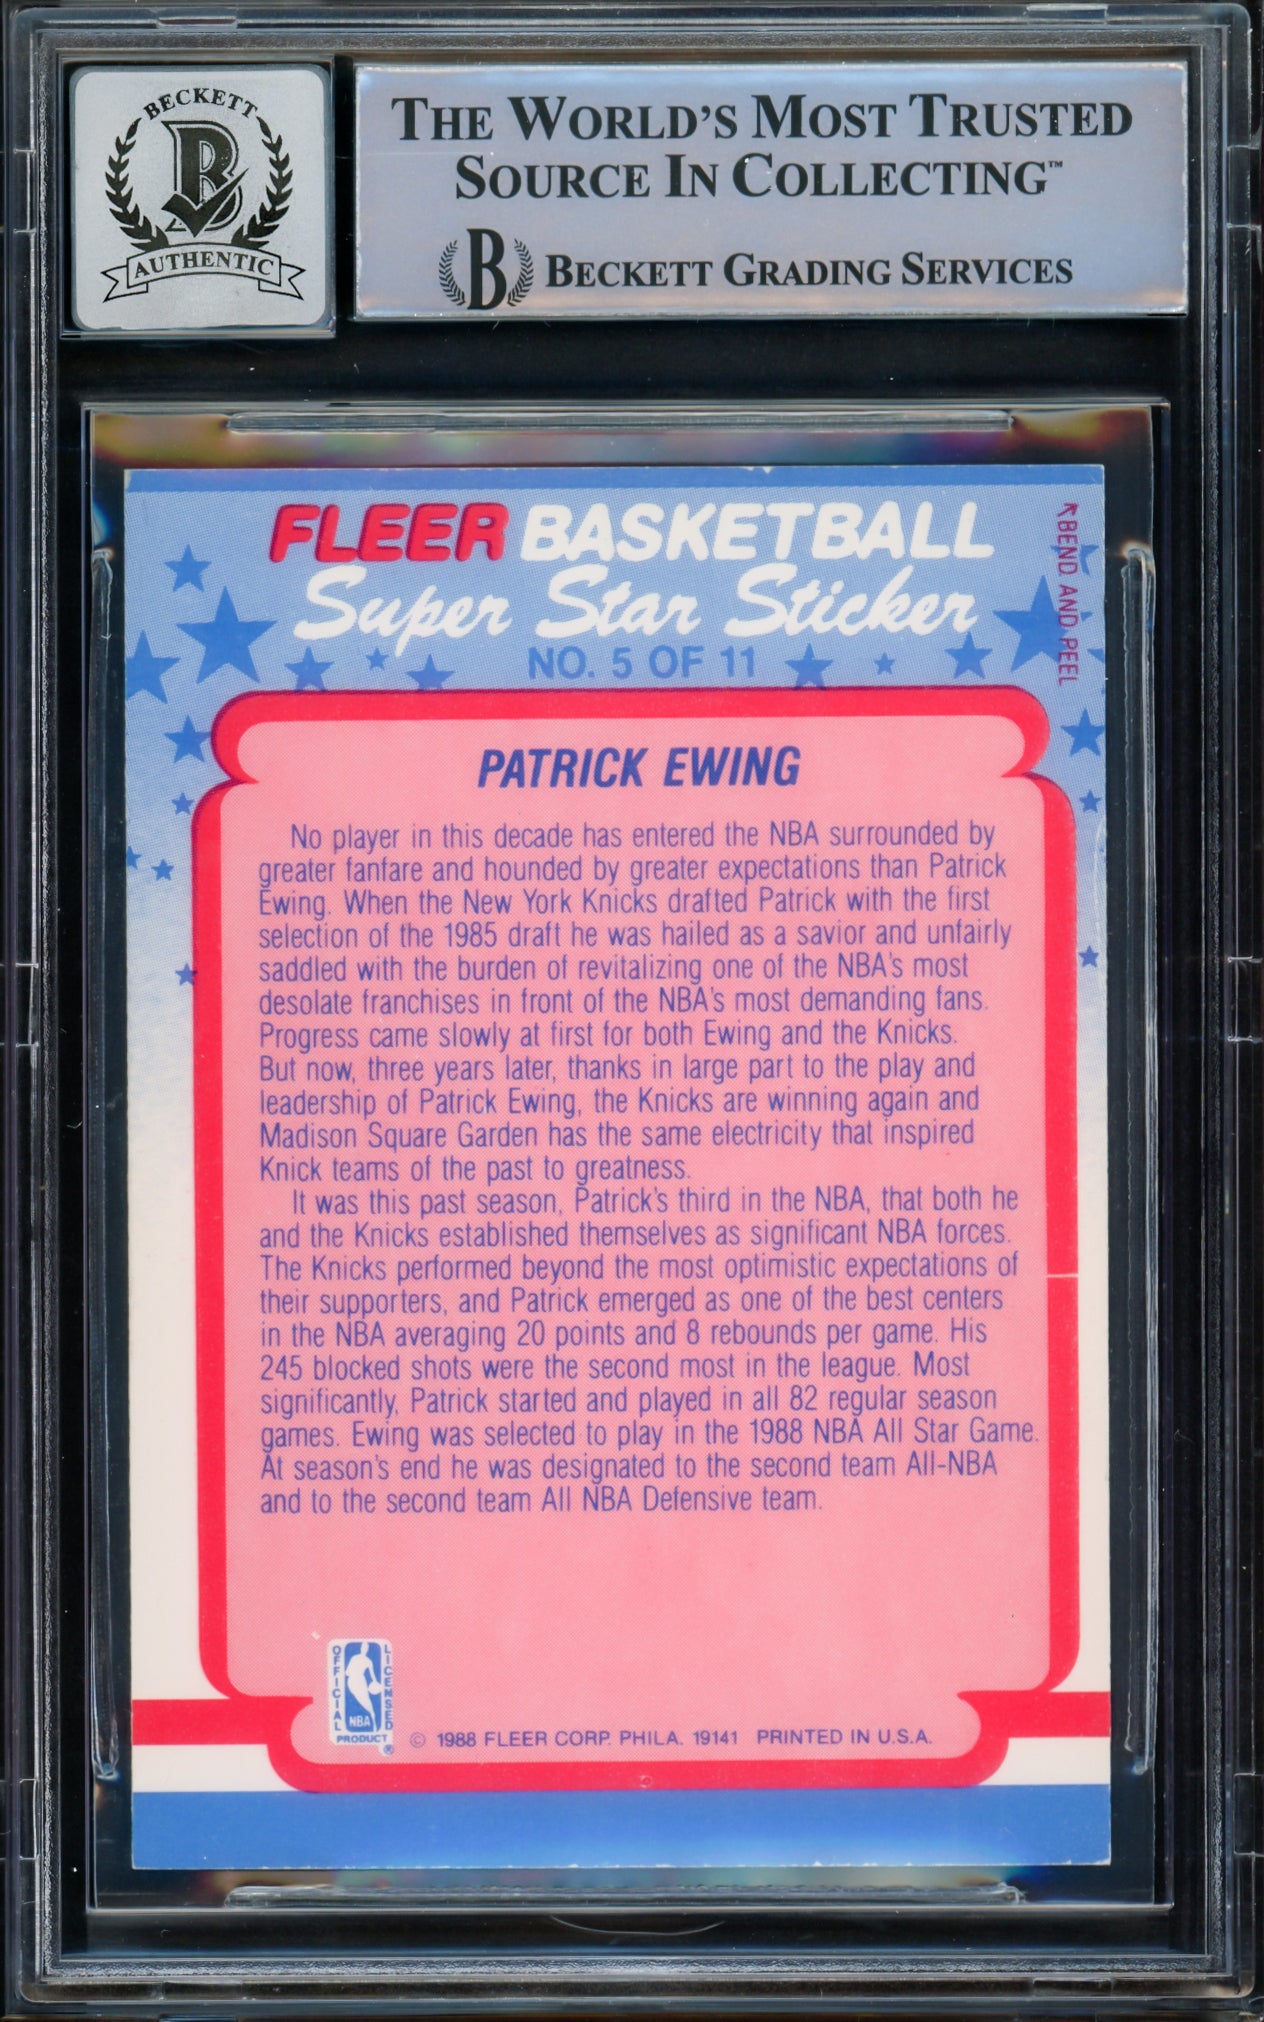 BECKETT
B
AUTHENTIC
THE WORLD'S MOST TRUSTED
SOURCE IN COLLECTING™
B BECKETT GRADING SERVICES
FLEER BASKETBALL
Super Star Sticker
NO. 5 OF 11
BEND AND PEEL
PATRICK EWING
No player in this decade has entered the NBA surrounded by
greater fanfare and hounded by greater expectations than Patrick
Ewing. When the New York Knicks drafted Patrick with the first
selection of the 1985 draft he was hailed as a savior and unfairly
saddled with the burden of revitalizing one of the NBA's most
desolate franchises in front of the NBA's most demanding fans.
Progress came slowly at first for both Ewing and the Knicks.
But now, three years later, thanks in large part to the play and
leadership of Patrick Ewing, the Knicks are winning again and
Madison Square Garden has the same electricity that inspired
Knick teams of the past to greatness.
It was this past season, Patrick's third in the NBA, that both he
and the Knicks established themselves as significant NBA forces.
The Knicks performed beyond the most optimistic expectations of
their supporters, and Patrick emerged as one of the best centers
in the NBA averaging 20 points and 8 rebounds per game. His
245 blocked shots were the second most in the league. Most
significantly, Patrick started and played in all 82 regular season
games. Ewing was selected to play in the 1988 NBA All Star Game.
At season's end he was designated to the second team All-NBA
and to the second team All NBA Defensive team.
OFFICIAL
LICENSED
NBA
PRODUCT ®
© 1988 FLEER CORP. PHILA. 19141 PRINTED IN U.S.A.